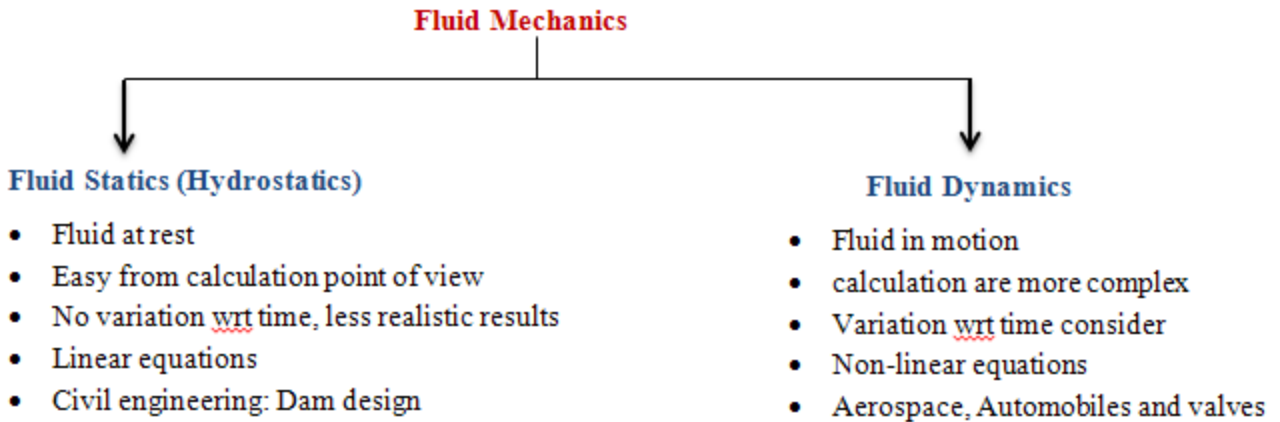 Fluid Mechanics
Fluid Statics (Hydrostatics)
• Fluid at rest
• Easy from calculation point of view
• No variation wrt time, less realistic results
• Linear equations
• Civil engineering: Dam design
Fluid Dynamics
• Fluid in motion
• calculation are more complex
• Variation wrt time consider
• Non-linear equations
• Aerospace, Automobiles and valves